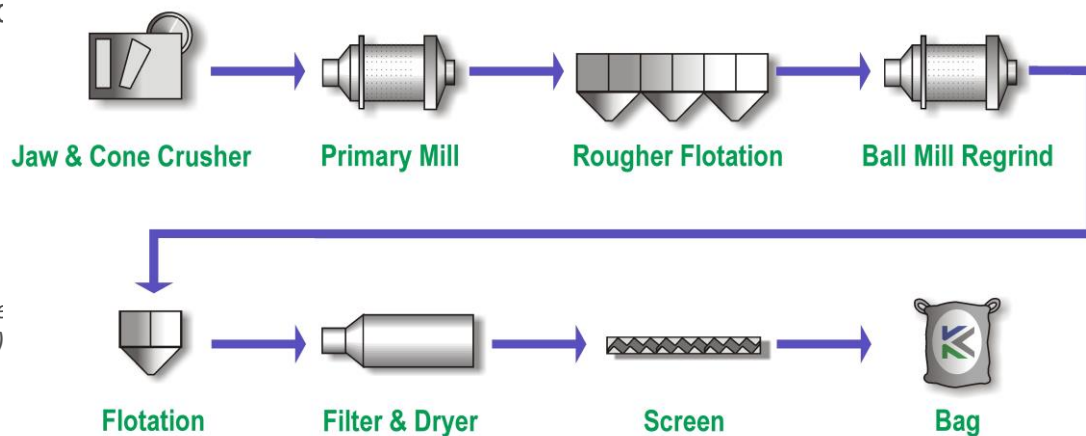 Jaw & Cone Crusher
Primary Mill
Rougher Flotation
Ball Mill Regrind
Flotation
Filter & Dryer
Screen
Bag